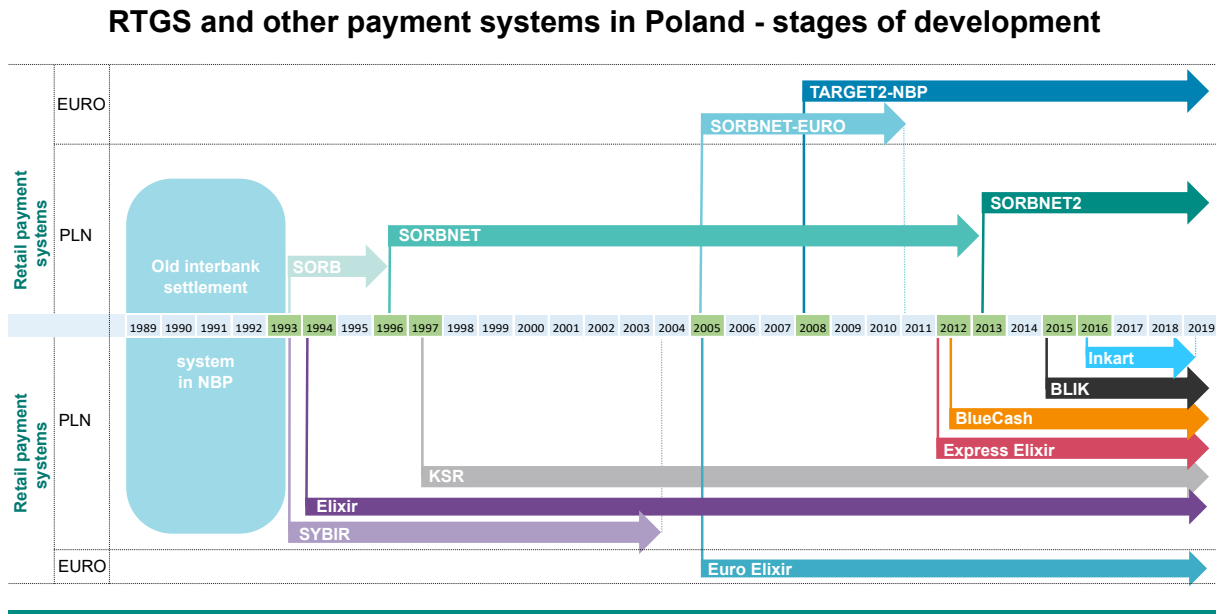 RTGS and other payment systems in Poland - stages of development
EURO
TARGET2-NBP
SORBNET-EURO
Retail payment
systems
PLN
SORBNET2
SORBNET
Old interbank
settlement
SORB
1989 1990 1991 1992 1993 1994 1995 1996 1997 1998 1999 2000 2001 2002 2003 2004 2005 2006 2007 2008 2009 2010 2011 2012 2013 2014 2015 2016 2017 2018 2019
system
in NBP
Inkart
BLIK
Retail payment
systems
PLN
BlueCash
Express Elixir
KSR
Elixir
SYBIR
EURO
Euro Elixir